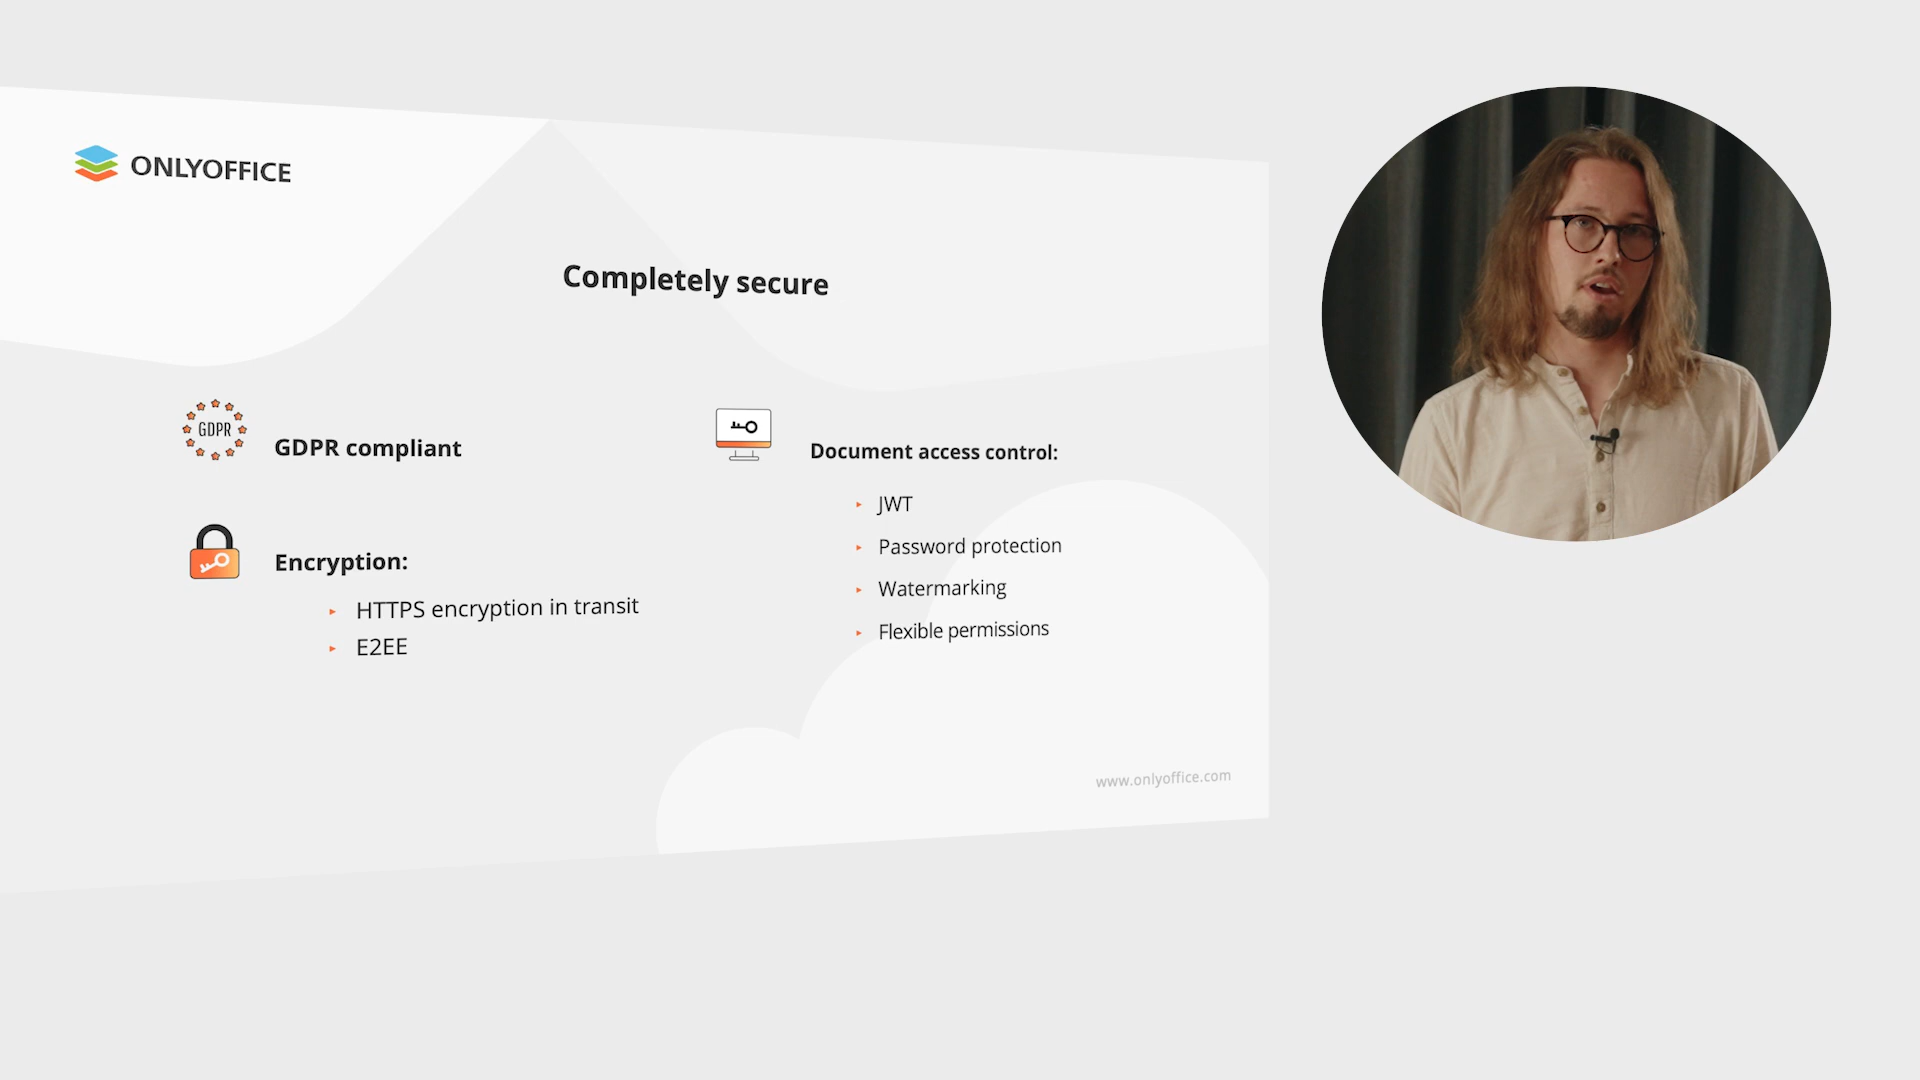 ONLYOFFICE
Completely secure
GDPR
GDPR compliant
Encryption:
HTTPS encryption in transit
E2EE
Document access control:
JWT
Password protection
Watermarking
Flexible permissions
www.onlyoffice.com